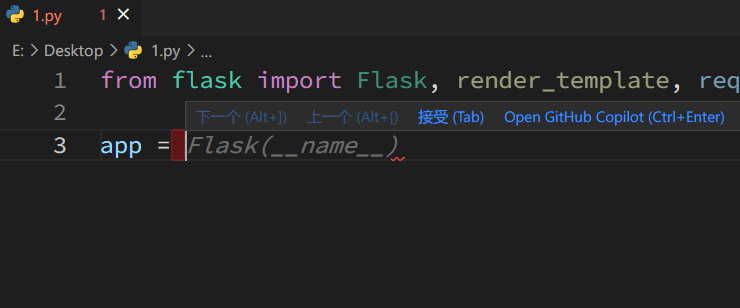 1.py 1 ×
E: > Desktop > 1.py > ...
1 from flask import Flask, render_template, req
2
下一个 (Alt+]) 上一个 (Alt+[) 接受 (Tab) Open GitHub Copilot (Ctrl+Enter)
3 app = Flask(__name__)